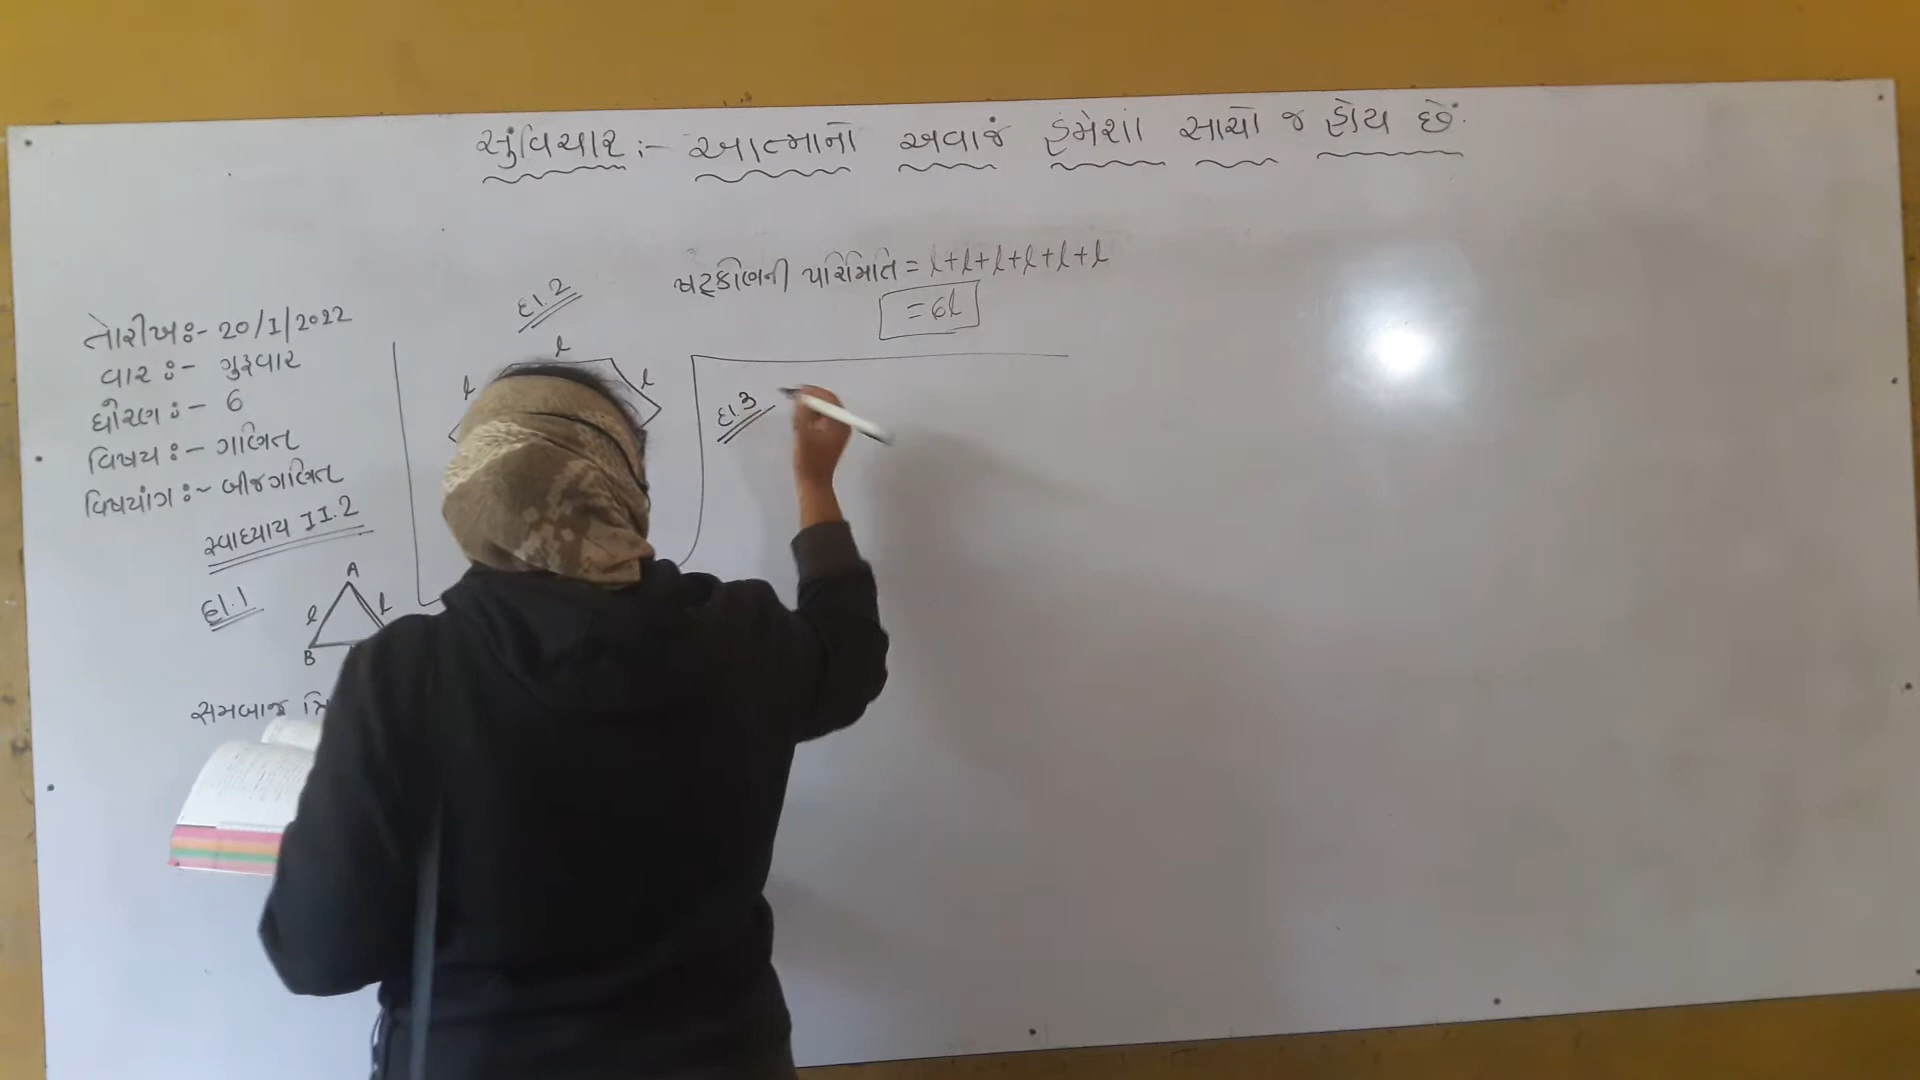 સુવિચાર :- આત્માનો અવાજ હંમેશા સાચો જ હોય છે.
તારીખ :- 20/1/2022
વાર :- ગુરૂવાર
ધોરણ :- 6
વિષય :- ગણિત
વિષયાંગ :- બીજગણિત
સ્વાધ્યાય 11.2
દા.1
A
l
l
B
સમબાજુ
દા.2
l
l
l
ષટ્કોણની પરિમિતિ = l+l+l+l+l+l
= 6l
દા.3